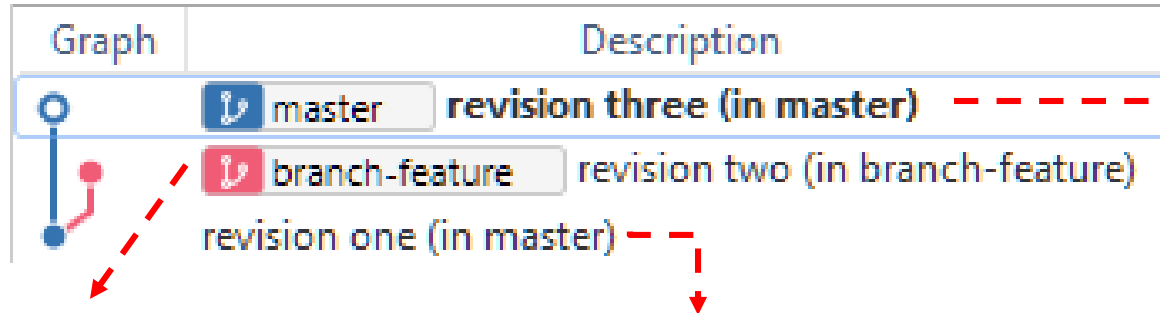 Graph Description
master revision three (in master)
branch-feature revision two (in branch-feature)
revision one (in master)